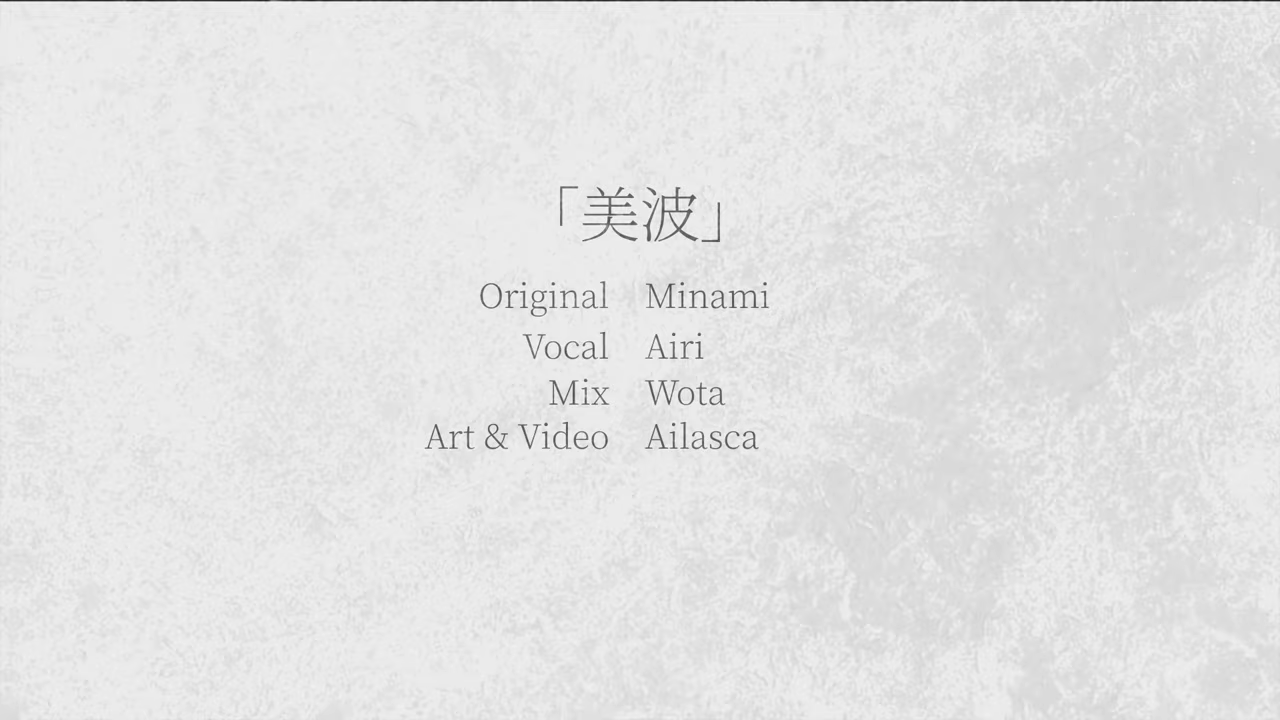 「美波」
Original Minami
Vocal Airi
Mix Wota
Art & Video Ailasca